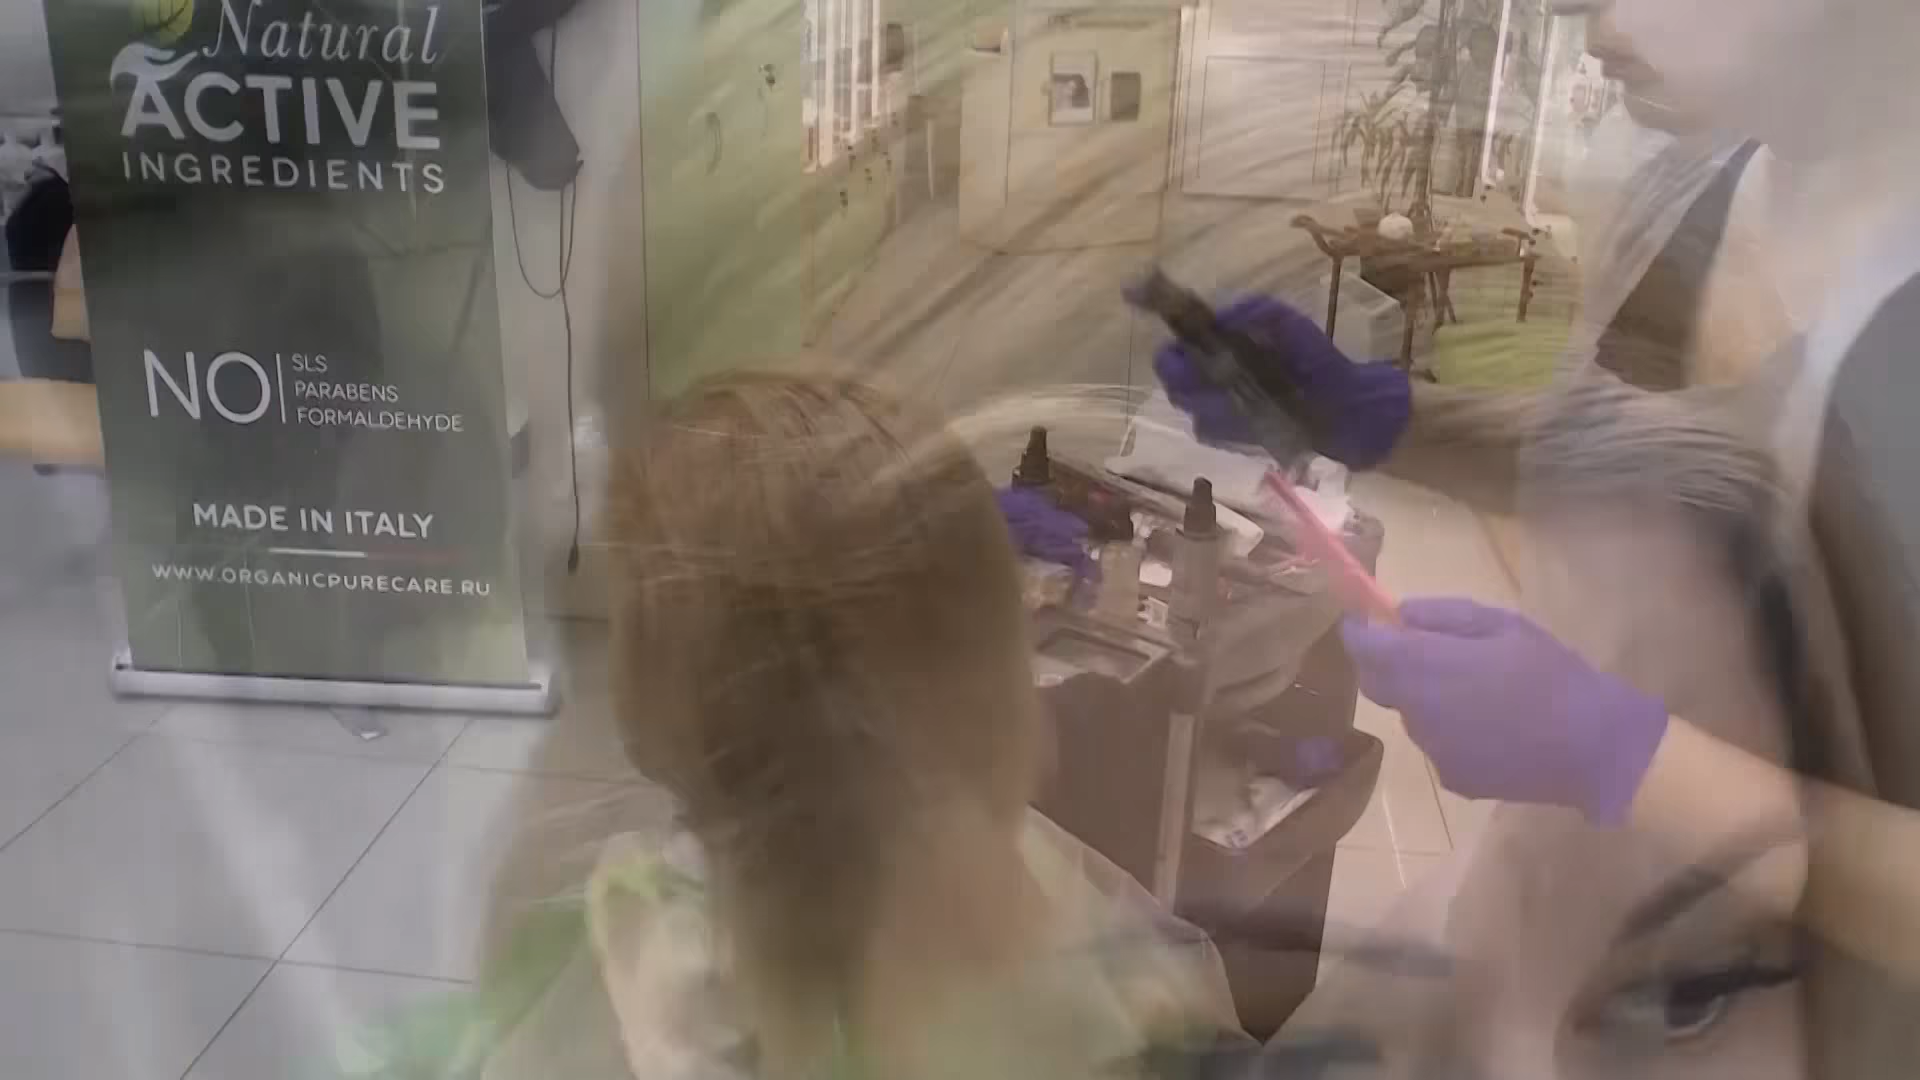 Natural
ACTIVE
INGREDIENTS
NO
SLS
PARABENS
FORMALDEHYDE
MADE IN ITALY
WWW.ORGANICPURECARE.RU